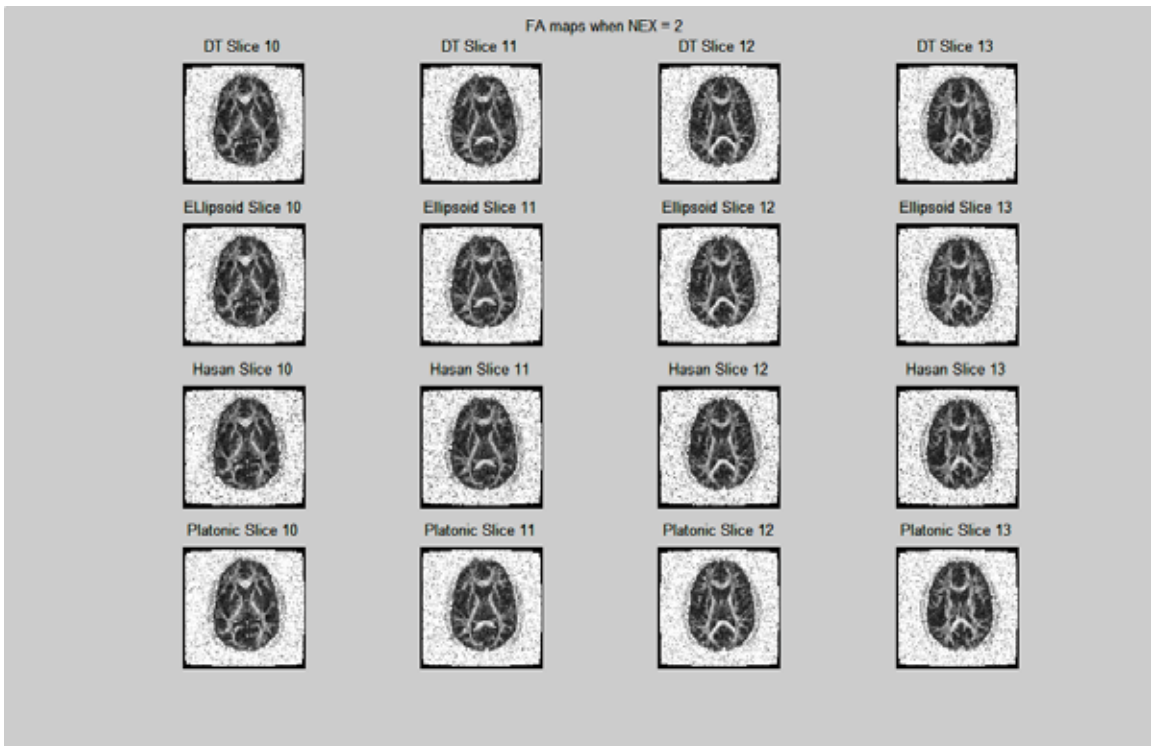 FA maps when NEX = 2
DT Slice 10 DT Slice 11 DT Slice 12 DT Slice 13
ELlipsoid Slice 10 Ellipsoid Slice 11 Ellipsoid Slice 12 Ellipsoid Slice 13
Hasan Slice 10 Hasan Slice 11 Hasan Slice 12 Hasan Slice 13
Platonic Slice 10 Platonic Slice 11 Platonic Slice 12 Platonic Slice 13